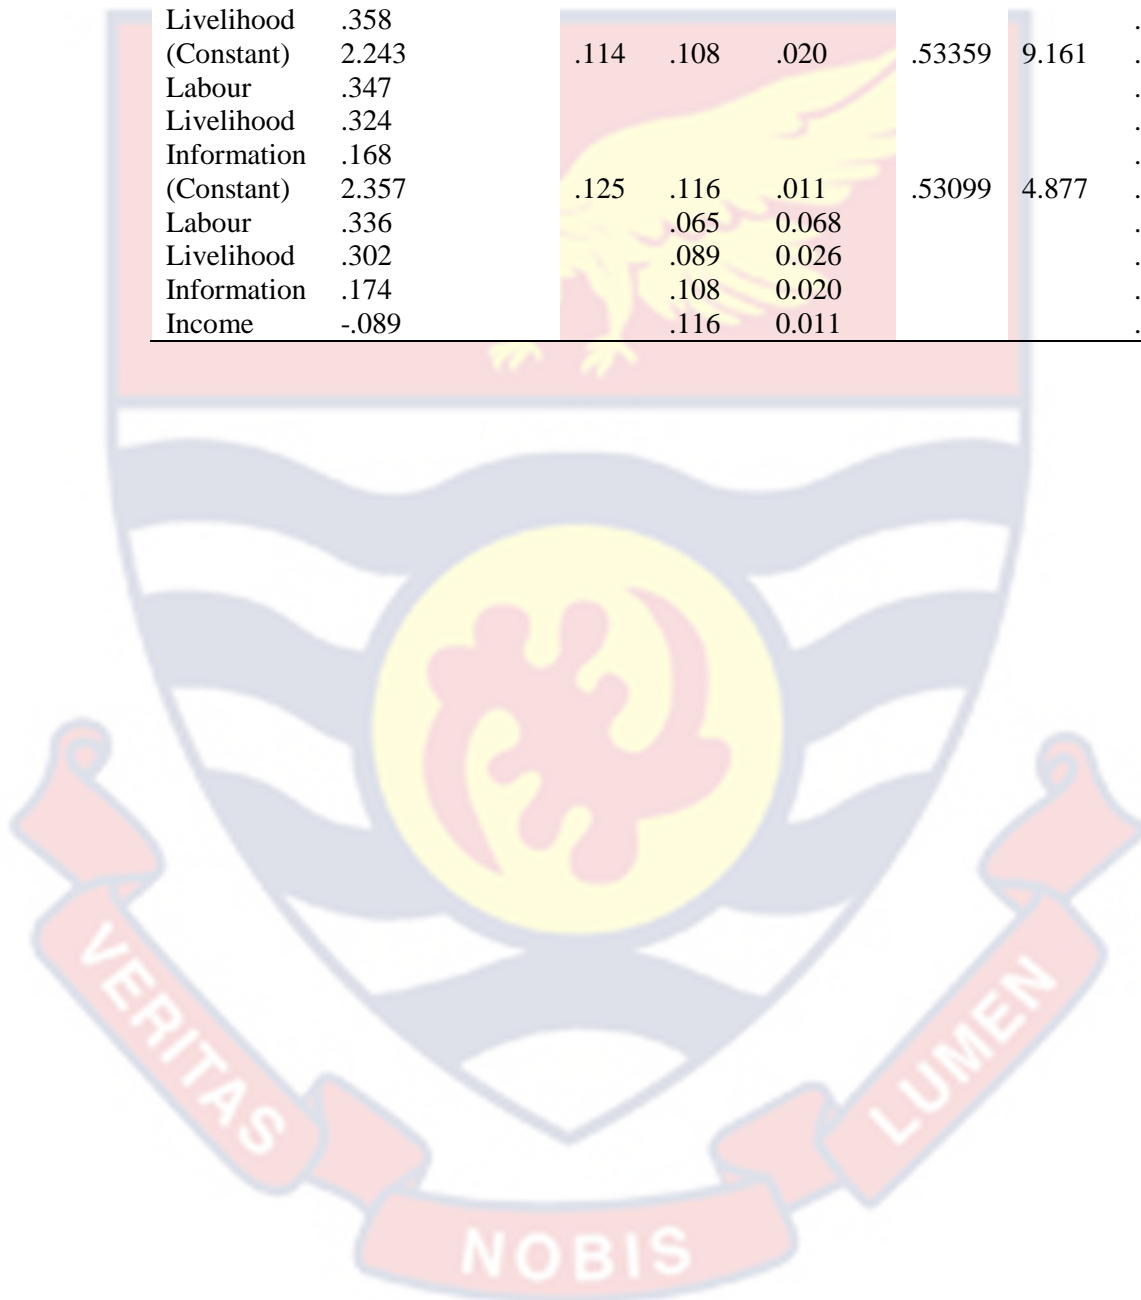 Livelihood .358 .
(Constant) 2.243 .114 .108 .020 .53359 9.161 .
Labour .347 .
Livelihood .324 .
Information .168 .
(Constant) 2.357 .125 .116 .011 .53099 4.877 .
Labour .336 .065 0.068 .
Livelihood .302 .089 0.026 .
Information .174 .108 0.020 .
Income -.089 .116 0.011 .
VERITAS
NOBIS
LUMEN